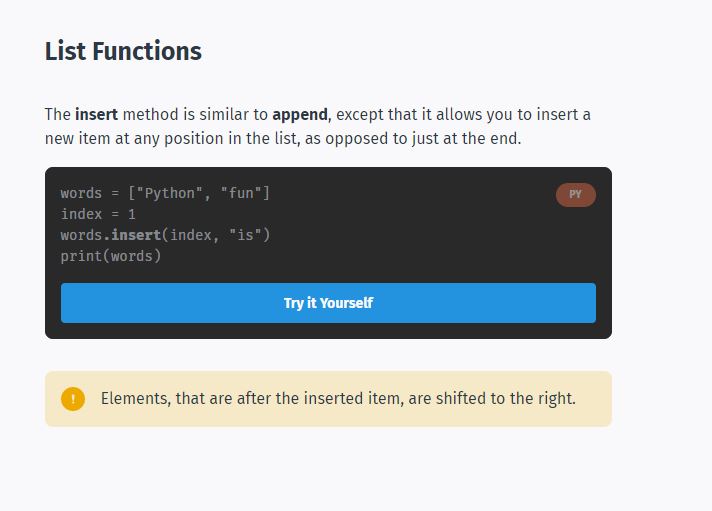 List Functions
The insert method is similar to append, except that it allows you to insert a
new item at any position in the list, as opposed to just at the end.
words = ["Python", "fun"]
PY
index = 1
words.insert(index, "is")
print(words)
Try it Yourself
! Elements, that are after the inserted item, are shifted to the right.